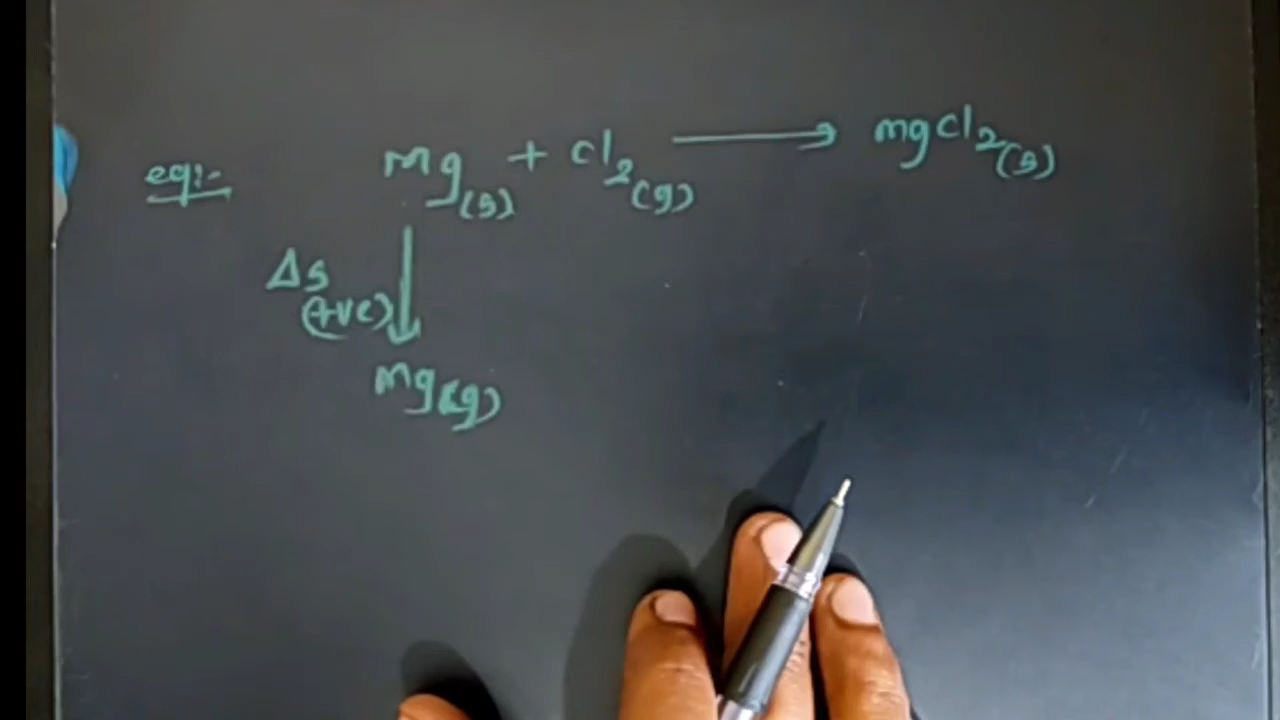 eg:- Mg(s) + Cl2(g) ⟶ MgCl2(s)
ΔS
(+ve)
Mg(g)